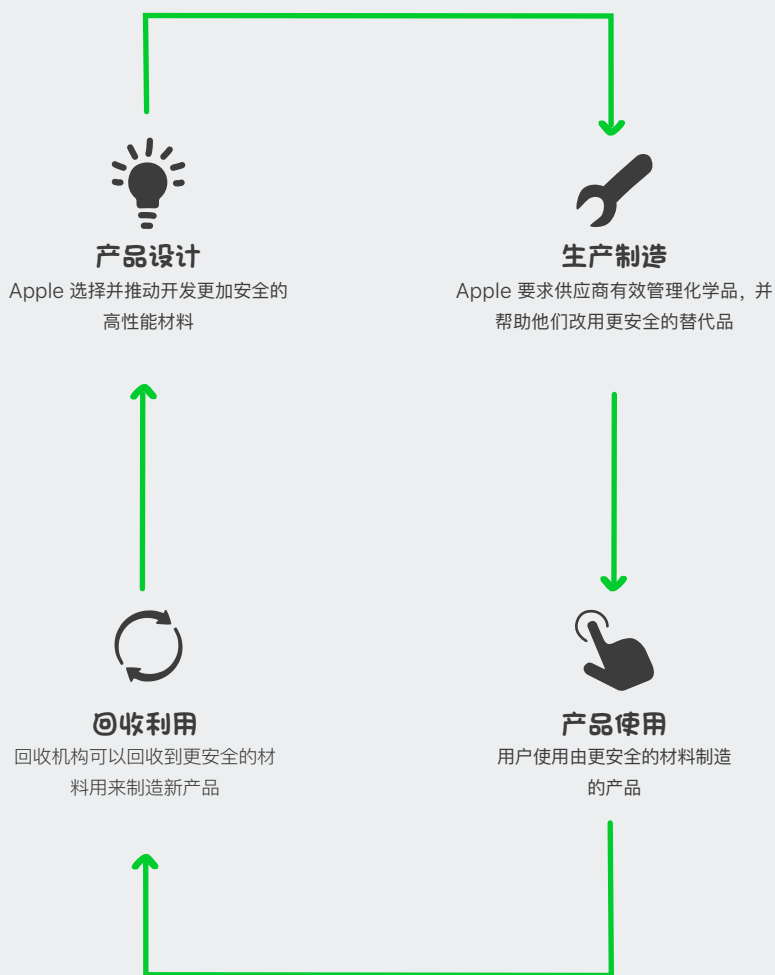 产品设计
Apple 选择并推动开发更加安全的
高性能材料
生产制造
Apple 要求供应商有效管理化学品，并
帮助他们改用更安全的替代品
回收利用
回收机构可以回收到更安全的材
料用来制造新产品
产品使用
用户使用由更安全的材料制造
的产品